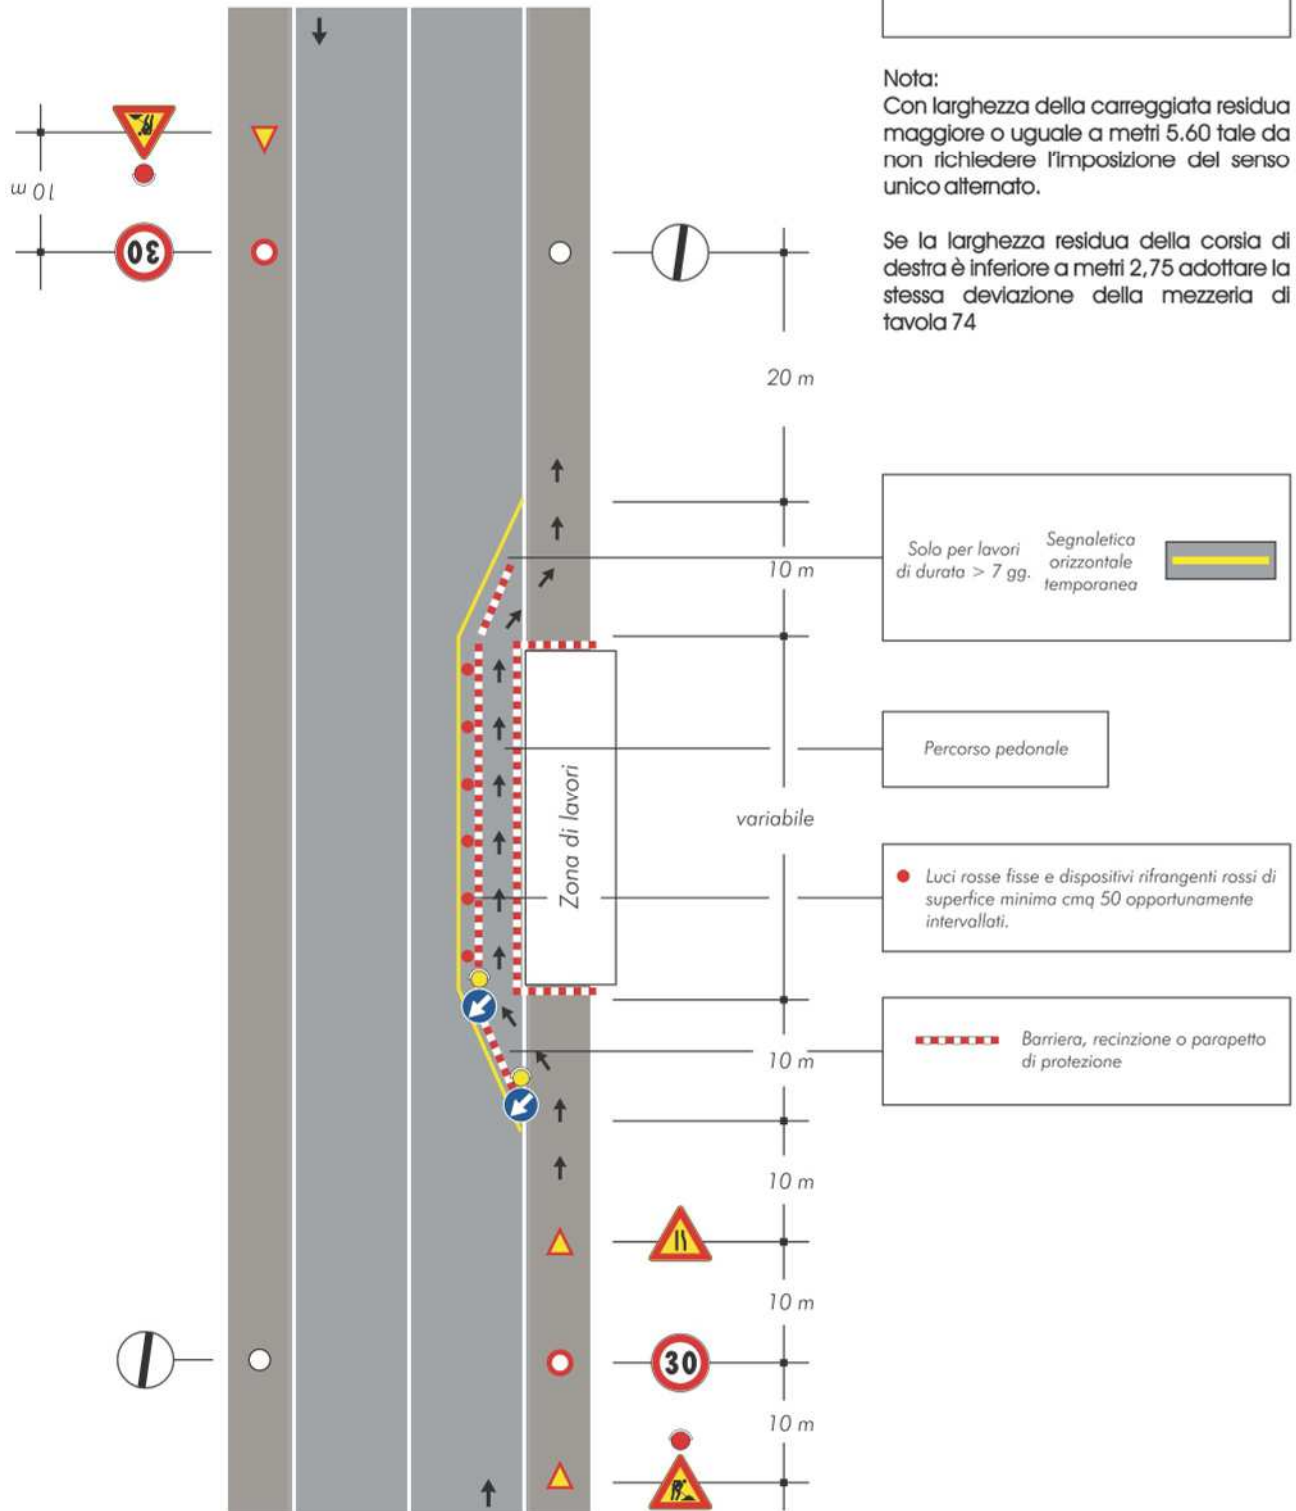 Nota:
Con larghezza della carreggiata residua
maggiore o uguale a metri 5.60 tale da
non richiedere l'imposizione del senso
unico alternato.
Se la larghezza residua della corsia di
destra è inferiore a metri 2,75 adottare la
stessa deviazione della mezzeria di
tavola 74
10 m
30
20 m
10 m
Solo per lavori
di durata > 7 gg.
Segnaletica
orizzontale
temporanea
Percorso pedonale
variabile
Zona di lavori
Luci rosse fisse e dispositivi rifrangenti rossi di
superfice minima cmq 50 opportunamente
intervallati.
Barriera, recinzione o parapetto
di protezione
10 m
10 m
10 m
30
10 m